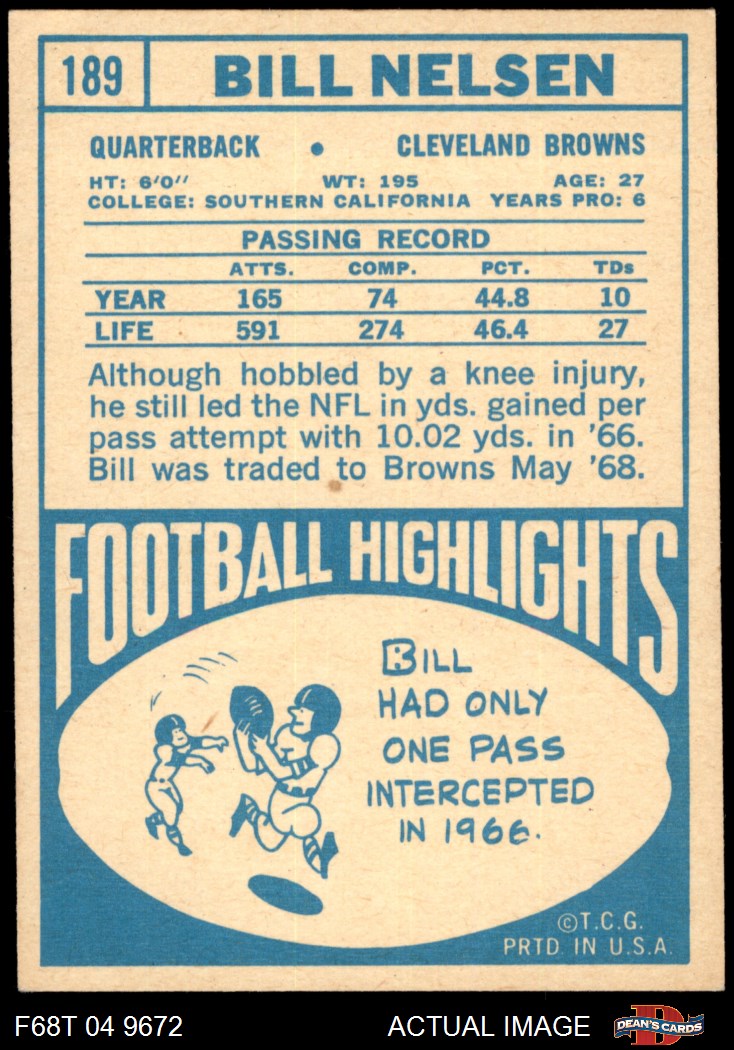 189 BILL NELSEN
QUARTERBACK • CLEVELAND BROWNS
HT: 6'0'' WT: 195 AGE: 27
COLLEGE: SOUTHERN CALIFORNIA YEARS PRO: 6
PASSING RECORD
ATTS. COMP. PCT. TDs
YEAR 165 74 44.8 10
LIFE 591 274 46.4 27
Although hobbled by a knee injury,
he still led the NFL in yds. gained per
pass attempt with 10.02 yds. in '66.
Bill was traded to Browns May '68.
FOOTBALL HIGHLIGHTS
BILL
HAD ONLY
ONE PASS
INTERCEPTED
IN 1966.
©T.C.G.
PRTD. IN U.S.A.
F68T 04 9672 ACTUAL IMAGE D DEAN'S CARDS